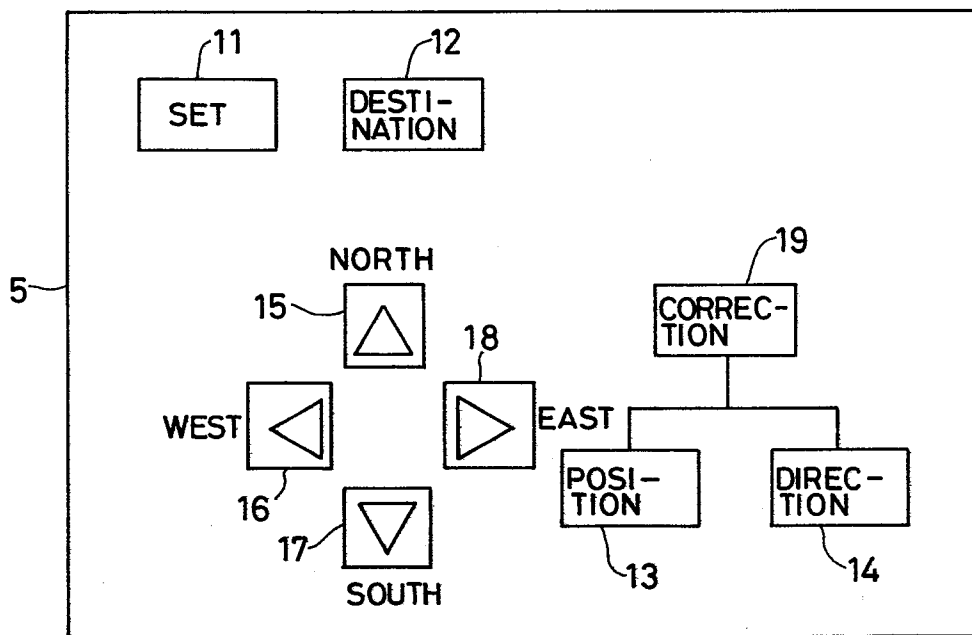 11
12
SET
DESTI-
NATION
NORTH
19
5
15
18
CORREC-
TION
WEST
EAST
16
POSI-
TION
DIREC-
TION
17
13
14
SOUTH